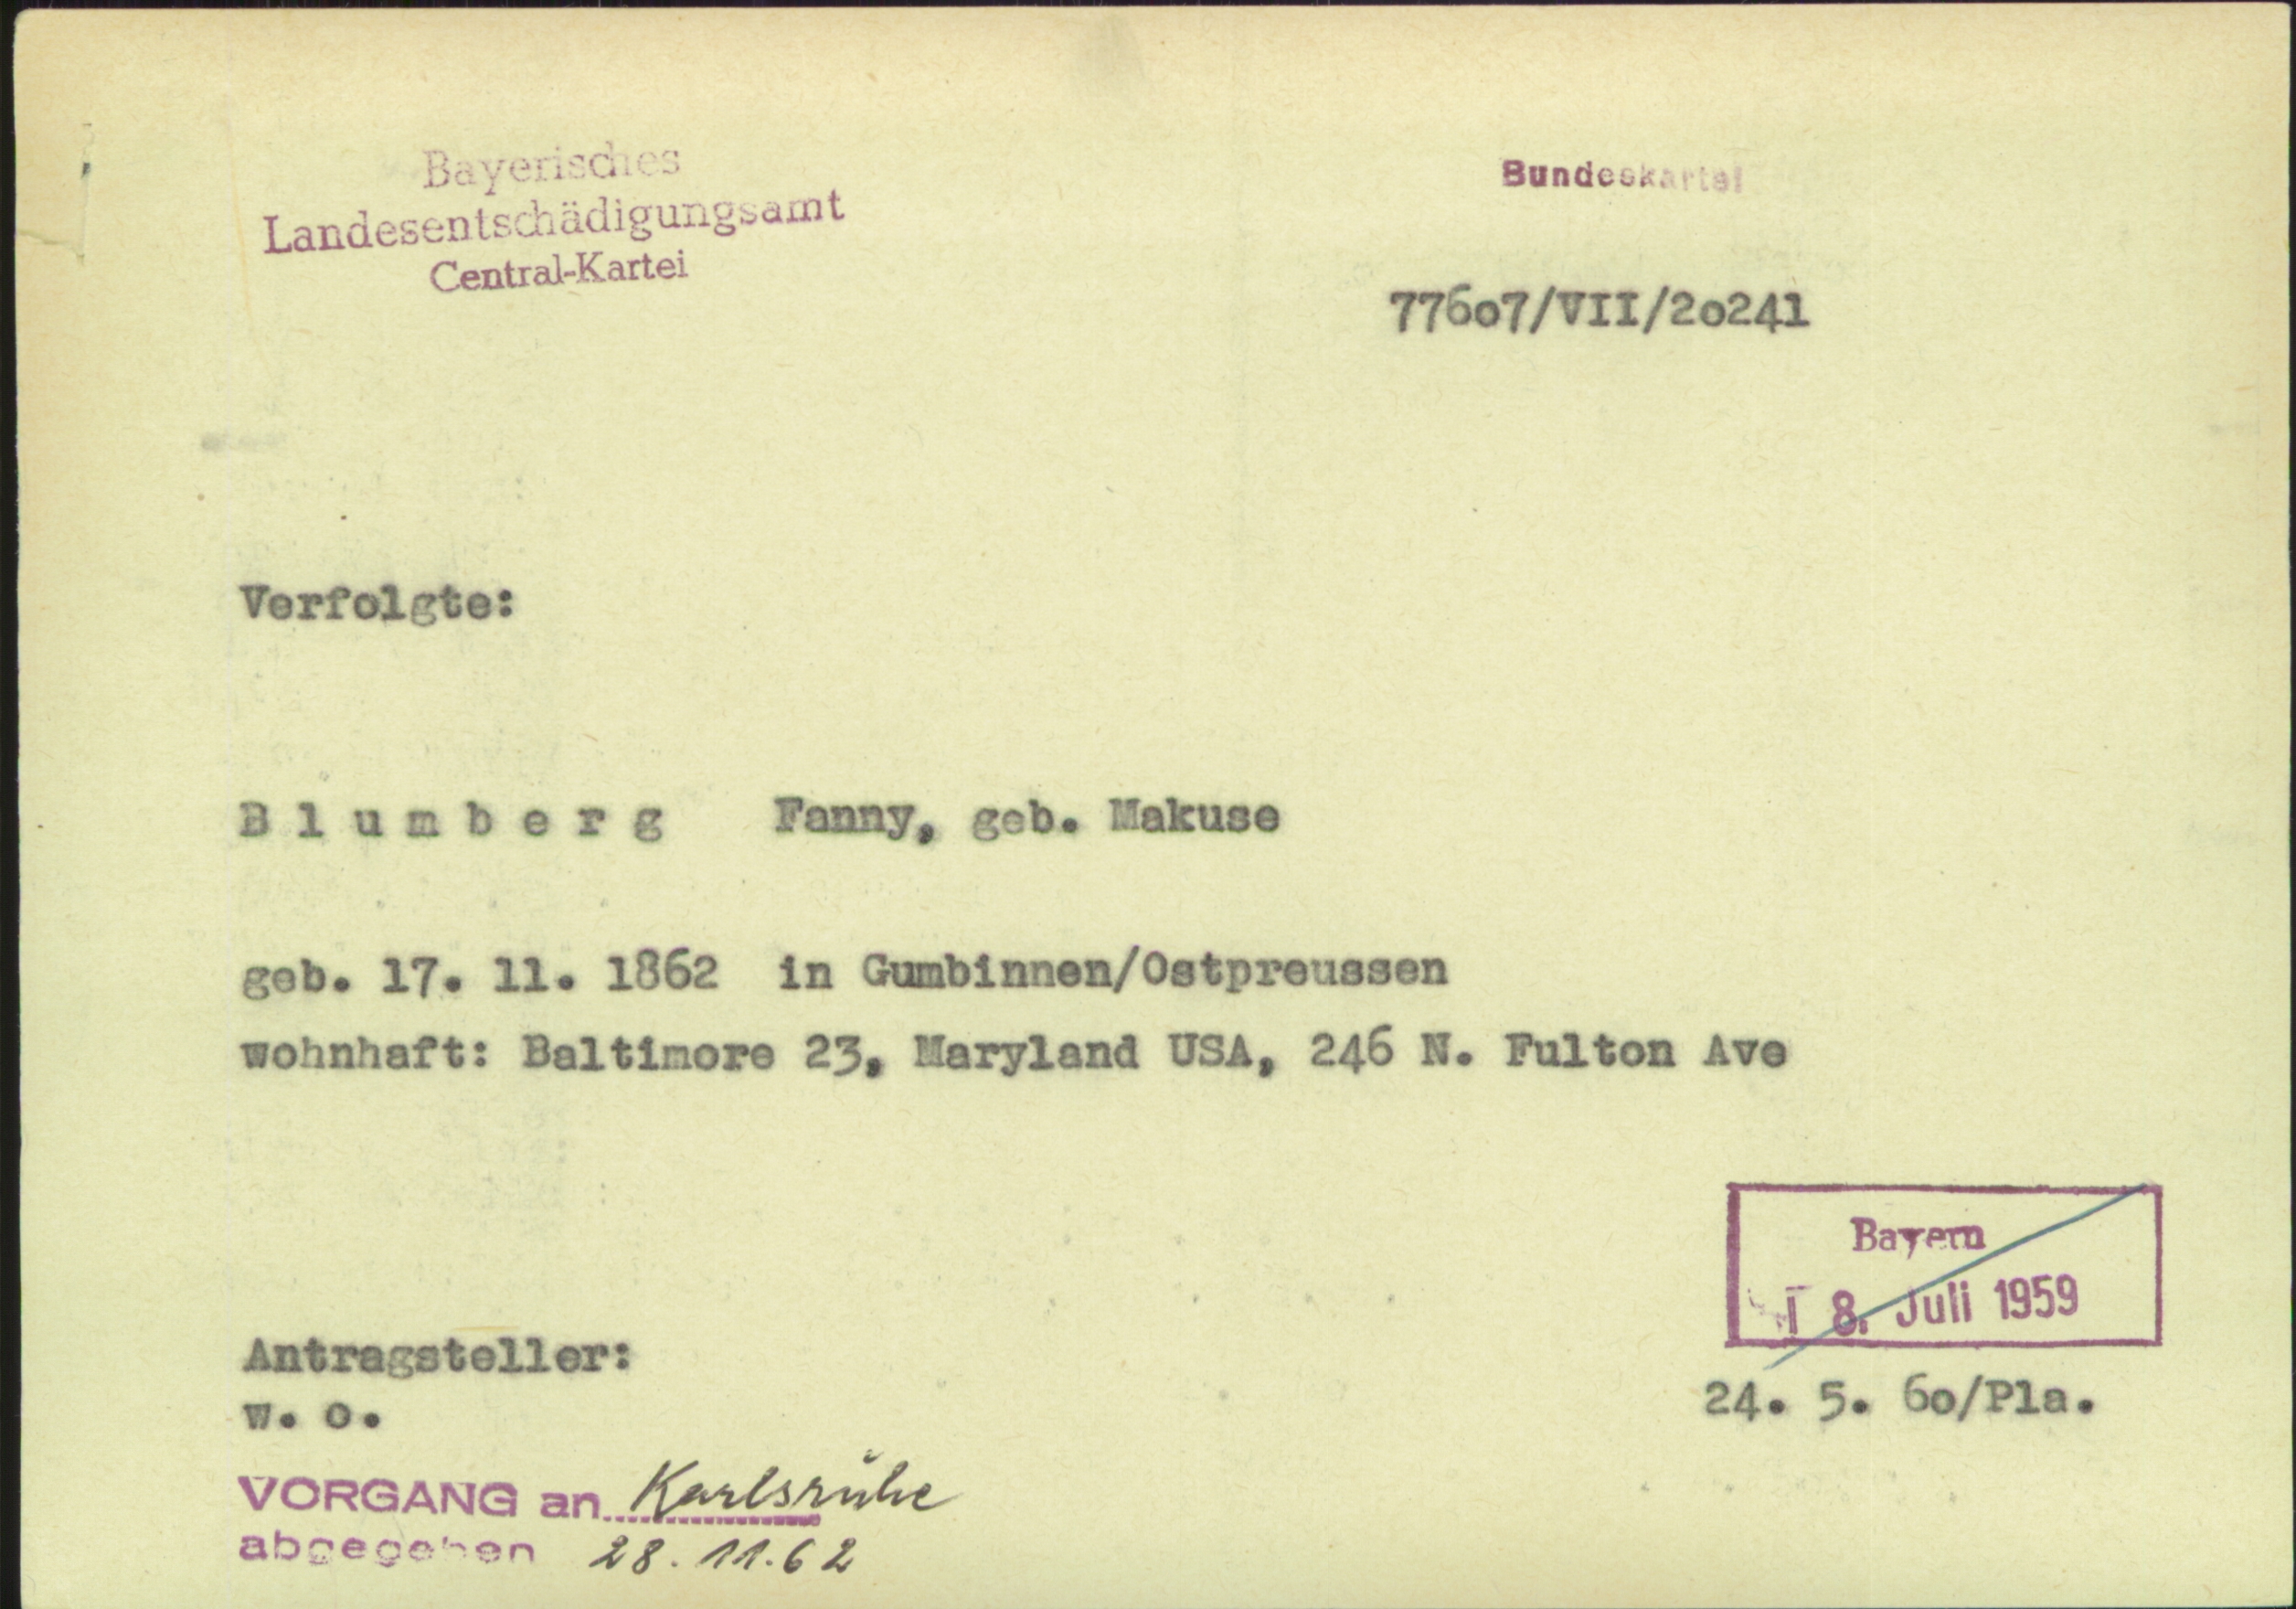 Bayerisches
Landesentschädigungsamt
Central-Kartei
Bundeskartei
77607/VII/20241
Verfolgte:
B l u m b e r g Fanny, geb. Makuse
geb. 17. 11. 1862 in Gumbinnen/Ostpreussen
wohnhaft: Baltimore 23, Maryland USA, 246 N. Fulton Ave
Bayern
8. Juli 1959
Antragsteller:
w. o.
24. 5. 60/Pla.
VORGANG an Karlsruhe
abgegeben 28.11.62